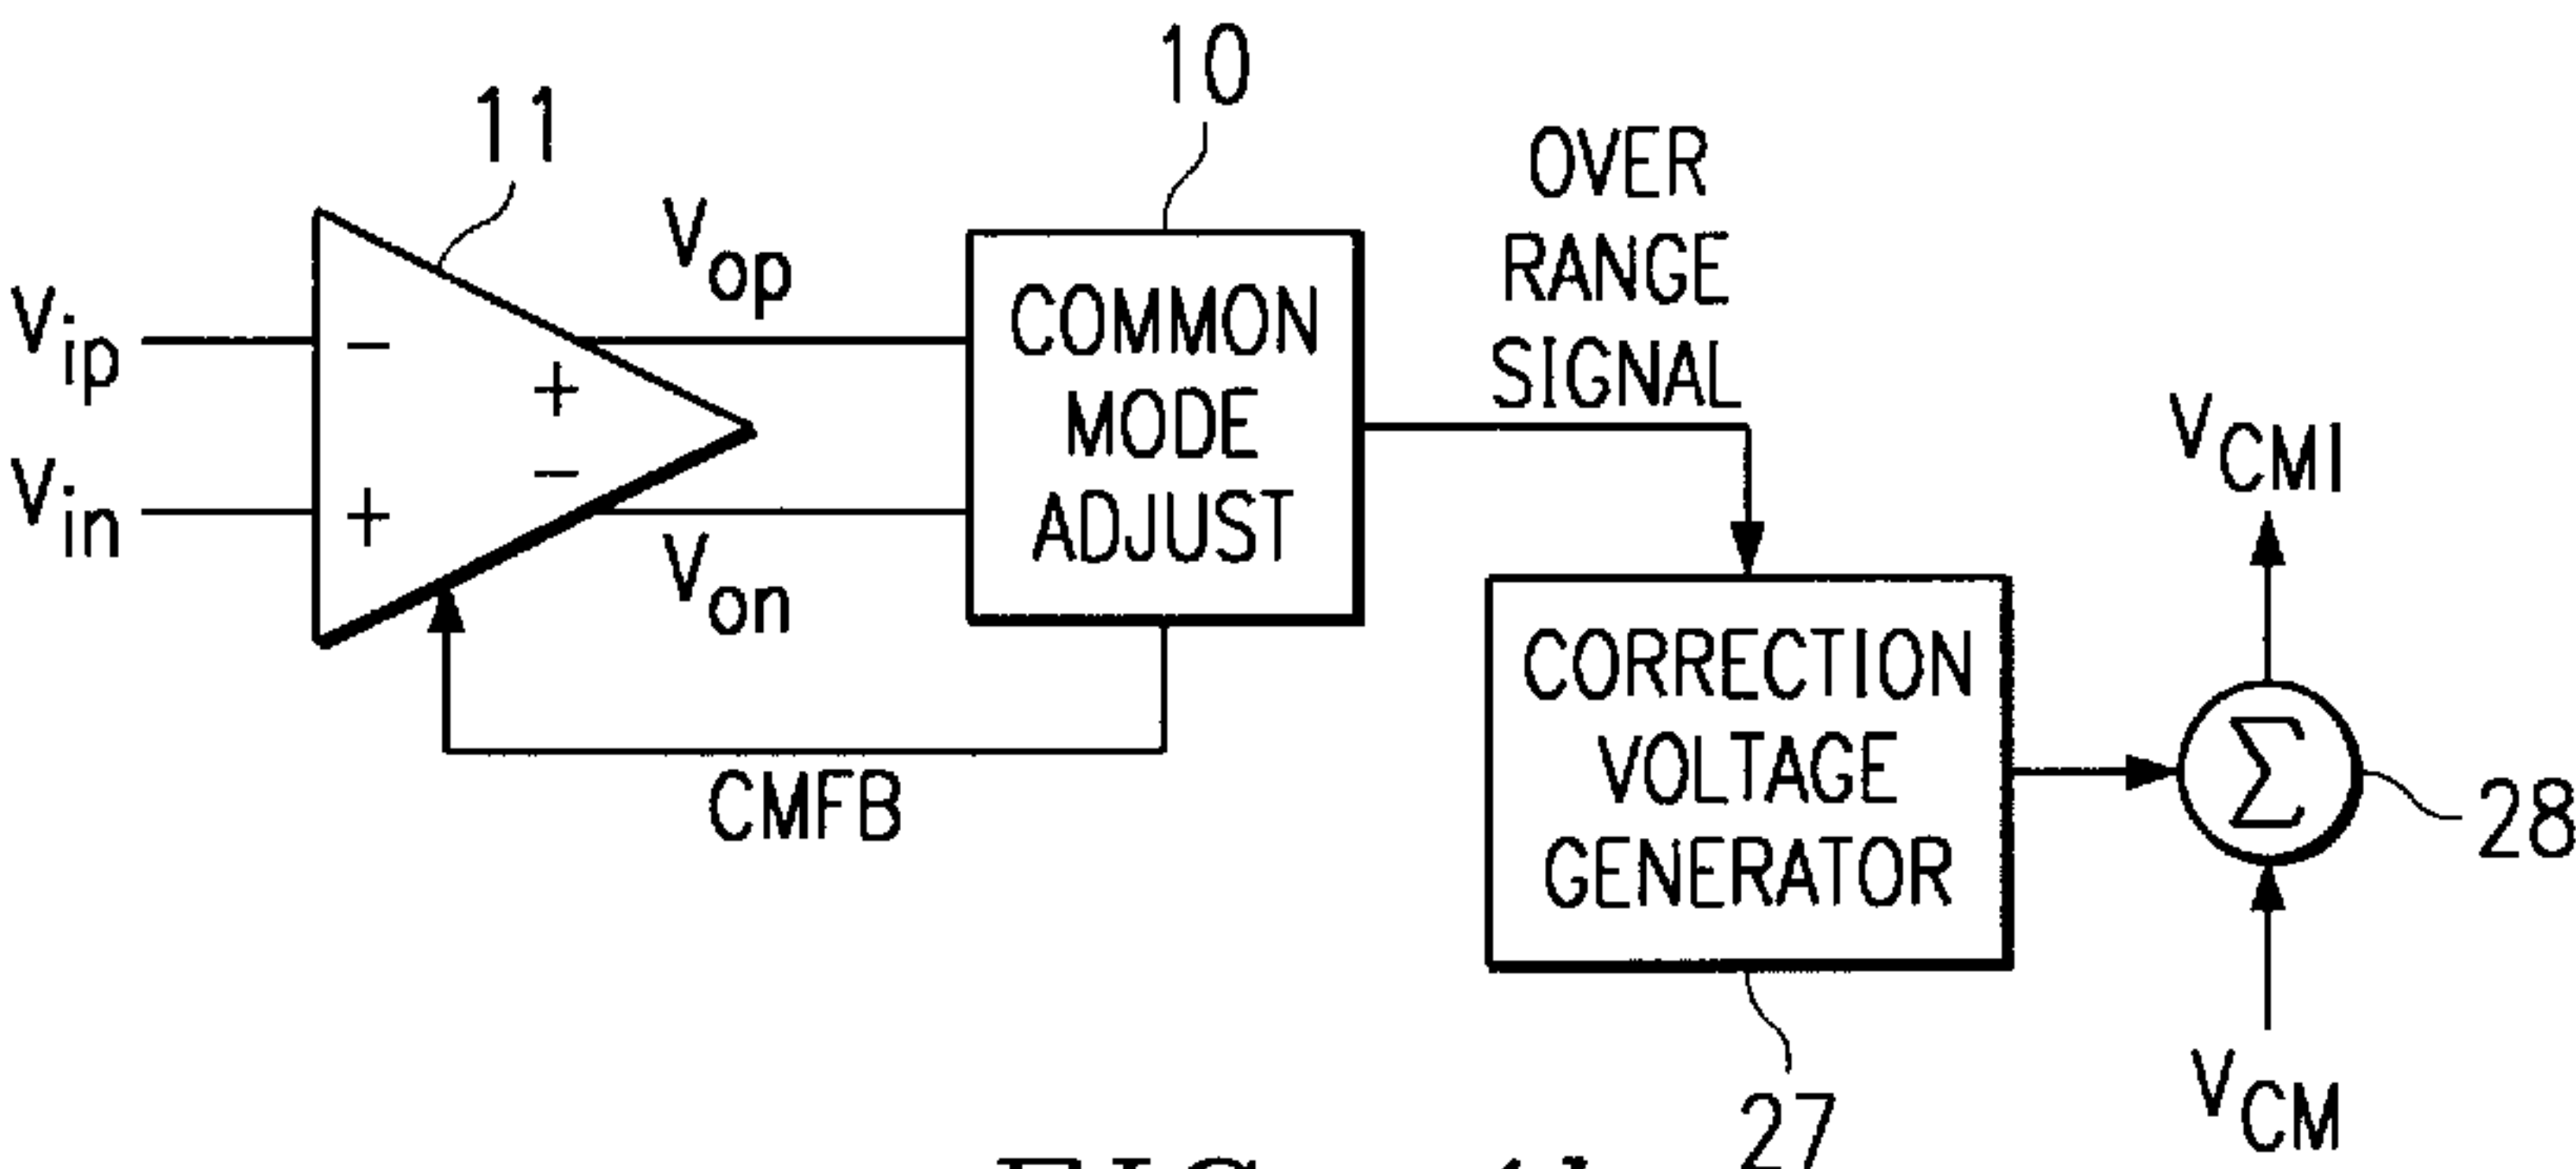 10
11
OVER
RANGE
SIGNAL
Vop
Vip
−
+
COMMON
MODE
ADJUST
Vin
+
−
Von
CMFB
VCMI
CORRECTION
VOLTAGE
GENERATOR
Σ
28
27
VCM